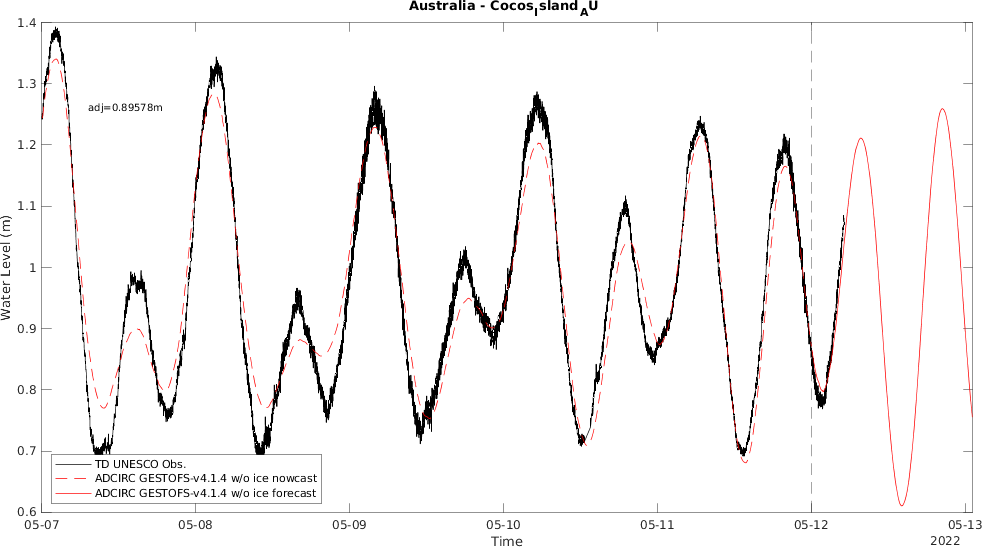 Australia - Cocos_Island_AU
1.4
1.3
adj=0.89578m
1.2
1.1
Water Level (m)
1
0.9
0.8
0.7
TD UNESCO Obs.
ADCIRC GESTOFS-v4.1.4 w/o ice nowcast
ADCIRC GESTOFS-v4.1.4 w/o ice forecast
0.6
05-07 05-08 05-09 05-10 05-11 05-12 05-13
Time
2022